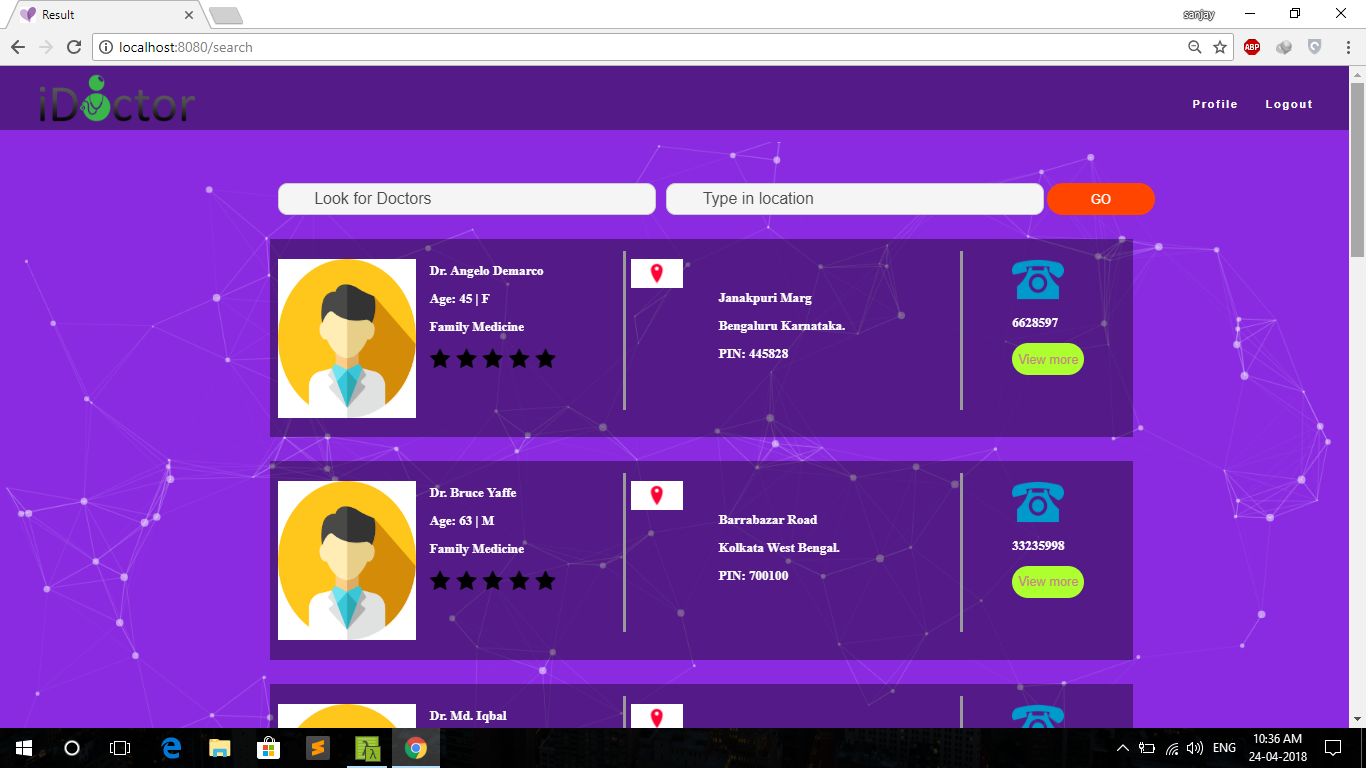 Result
sanjay
localhost:8080/search
ABP
iDoctor
Profile
Logout
Look for Doctors
Type in location
GO
Dr. Angelo Demarco
Age: 45 | F
Family Medicine
Janakpuri Marg
Bengaluru Karnataka.
PIN: 445828
6628597
View more
Dr. Bruce Yaffe
Age: 63 | M
Family Medicine
Barrabazar Road
Kolkata West Bengal.
PIN: 700100
33235998
View more
Dr. Md. Iqbal
ENG
10:36 AM
24-04-2018